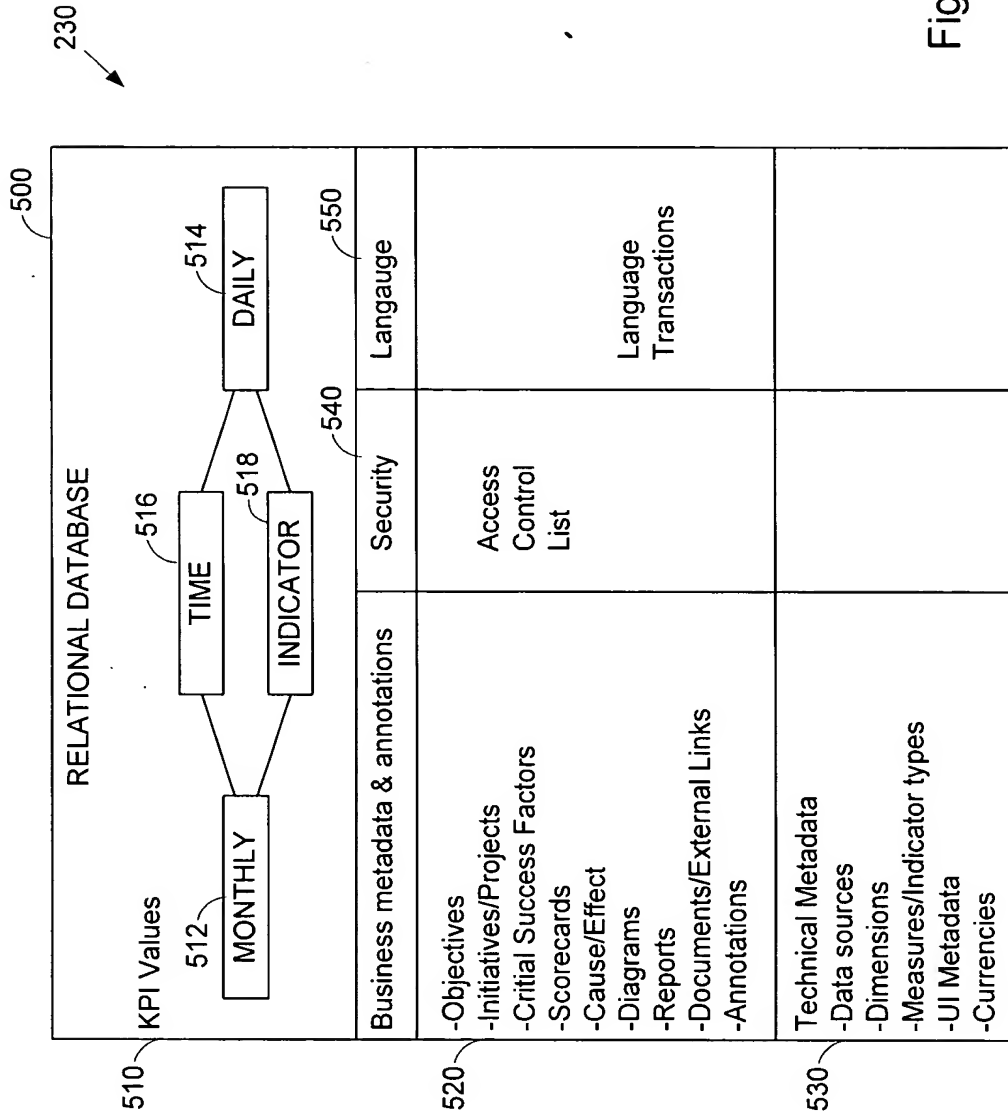 230
500
RELATIONAL DATABASE
510
KPI Values
512
MONTHLY
516
TIME
518
INDICATOR
514
DAILY
540
550
Business metadata & annotations
Security
Langauge
520
-Objectives
-Initiatives/Projects
-Critial Success Factors
-Scorecards
-Cause/Effect
-Diagrams
-Reports
-Documents/External Links
-Annotations
Access
Control
List
Language
Transactions
530
Technical Metadata
-Data sources
-Dimensions
-Measures/Indicator types
-UI Metadata
-Currencies
Fig